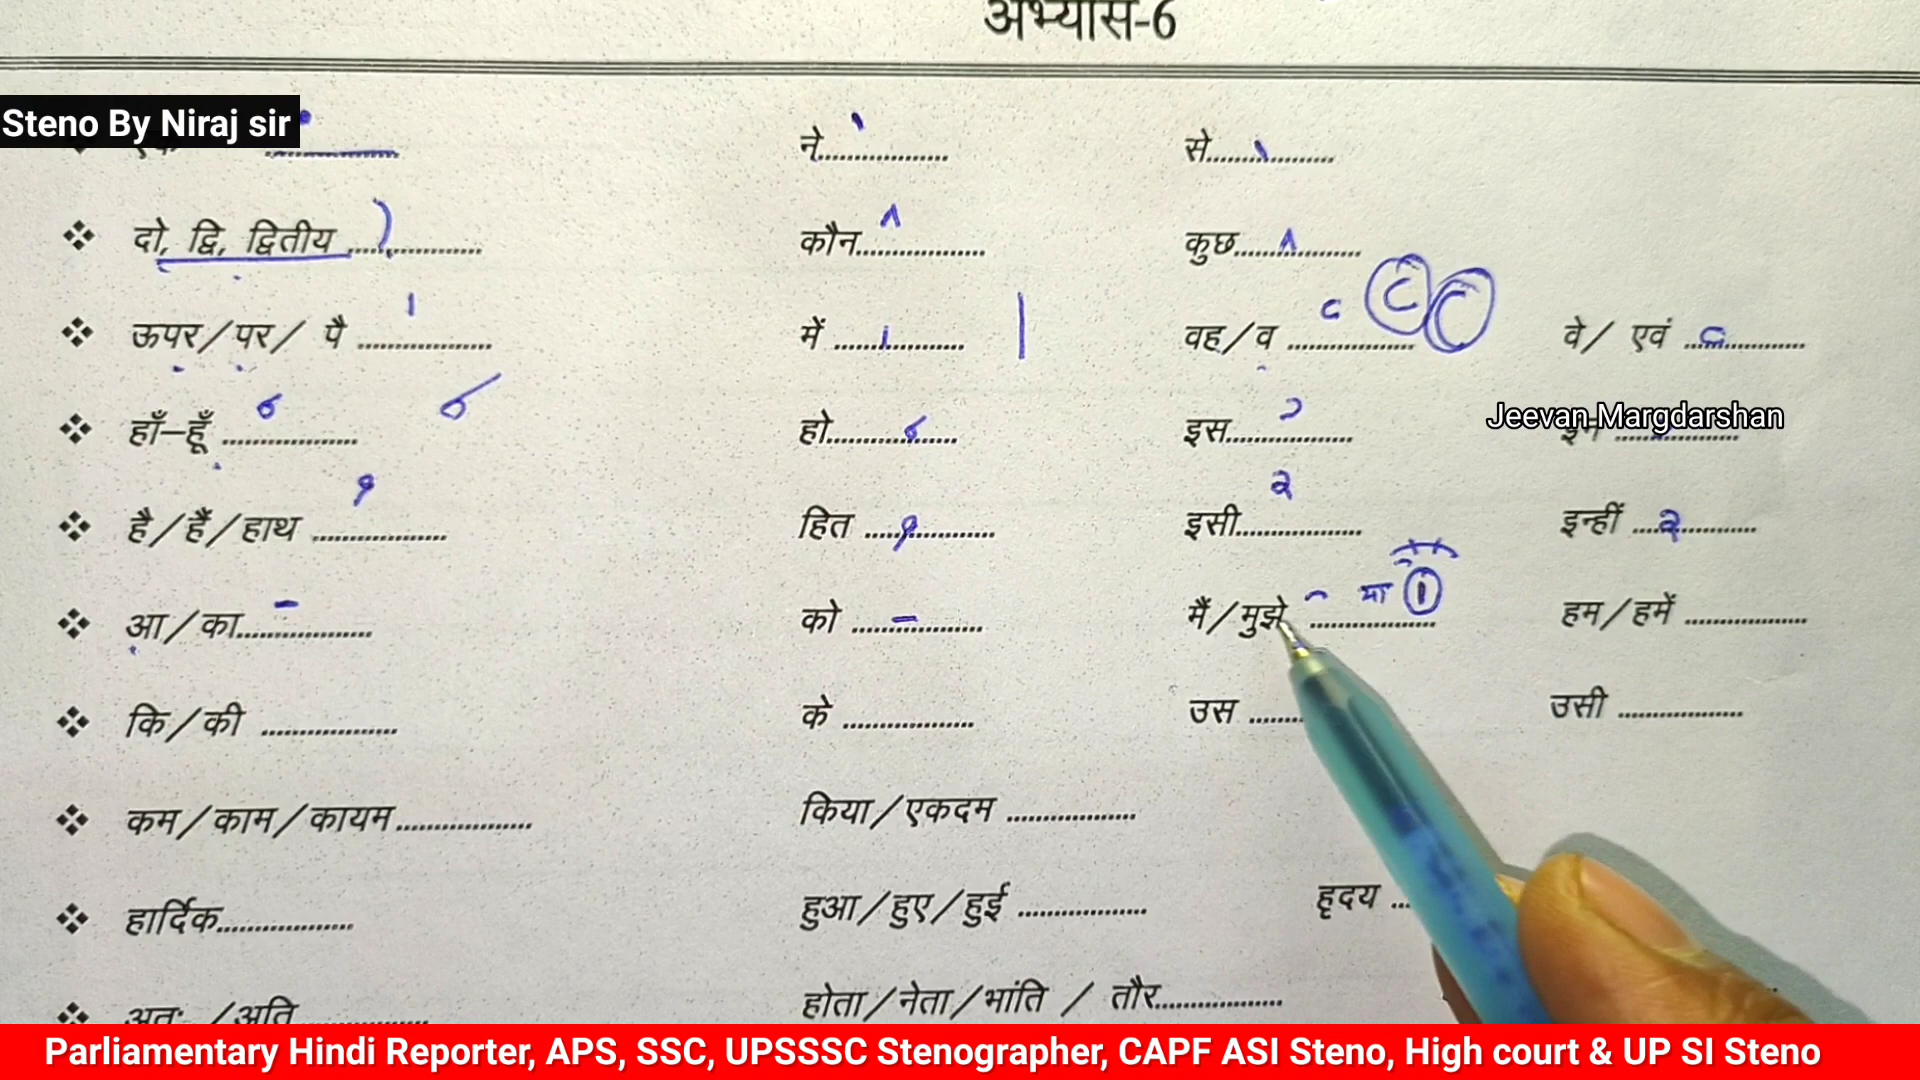 अभ्यास-6
Steno By Niraj sir
ने.................. से..................
दो, द्वि, द्वितीय .................. कौन.................. कुछ..................
ऊपर/पर/ पै .................. में .................. वह/व .................. वे/ एवं ..................
Jeevan Margdarshan
हाँ–हूँ .................. हो.................. इस..................
है/हैं/हाथ .................. हित .................. इसी.................. इन्हीं ..................
आ/का.................. को .................. मैं/मुझे .................. मा हम/हमें ..................
कि/की .................. के .................. उस ....... उसी ..................
कम/काम/कायम.................. किया/एकदम ..................
हार्दिक.................. हुआ/हुए/हुई .................. हृदय ...
अतः /अति.................. होता/नेता/भांति / तौर..................
Parliamentary Hindi Reporter, APS, SSC, UPSSSC Stenographer, CAPF ASI Steno, High court & UP SI Steno